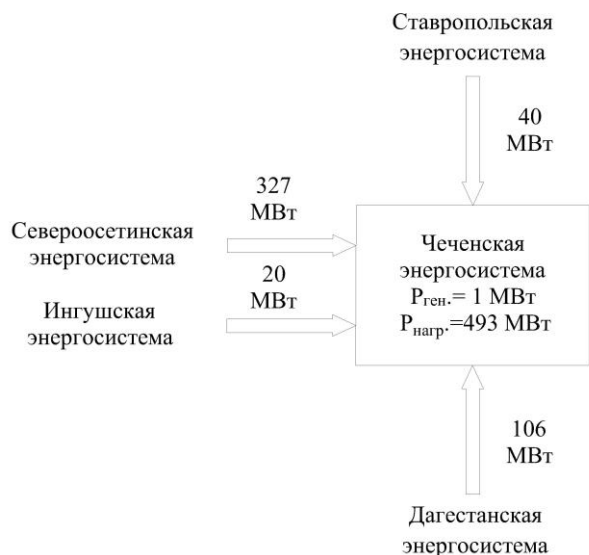 Ставропольская
энергосистема
40
МВт
327
МВт
Североосетинская
энергосистема
20
МВт
Ингушская
энергосистема
Чеченская
энергосистема
Pген.= 1 МВт
Pнагр.=493 МВт
106
МВт
Дагестанская
энергосистема